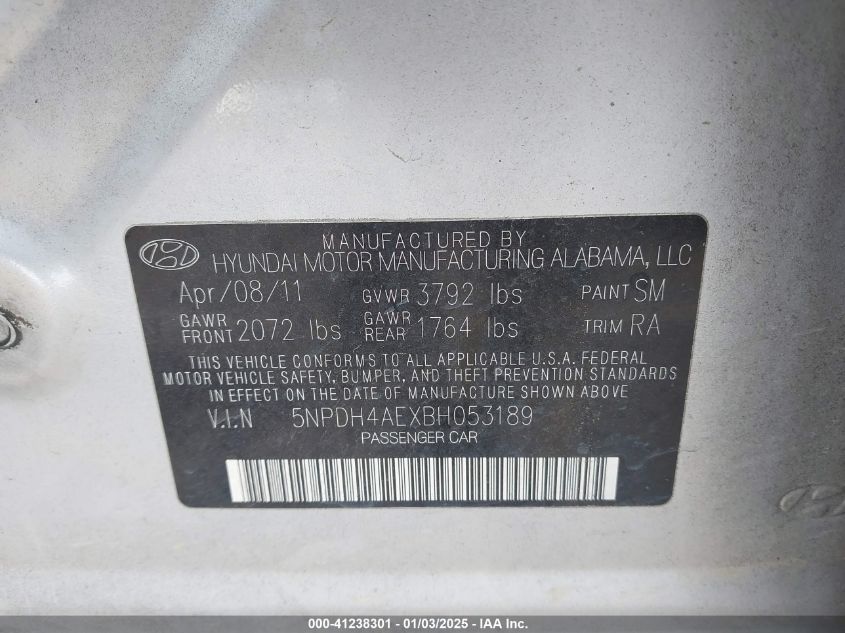 MANUFACTURED BY
HYUNDAI MOTOR MANUFACTURING ALABAMA, LLC
Apr/08/11 GVWR 3792 lbs PAINT SM
GAWR FRONT 2072 lbs GAWR REAR 1764 lbs TRIM RA
THIS VEHICLE CONFORMS TO ALL APPLICABLE U.S.A. FEDERAL
MOTOR VEHICLE SAFETY, BUMPER, AND THEFT PREVENTION STANDARDS
IN EFFECT ON THE DATE OF MANUFACTURE SHOWN ABOVE
V.I.N 5NPDH4AEXBH053189
PASSENGER CAR
000-41238301 - 01/03/2025 - IAA Inc.